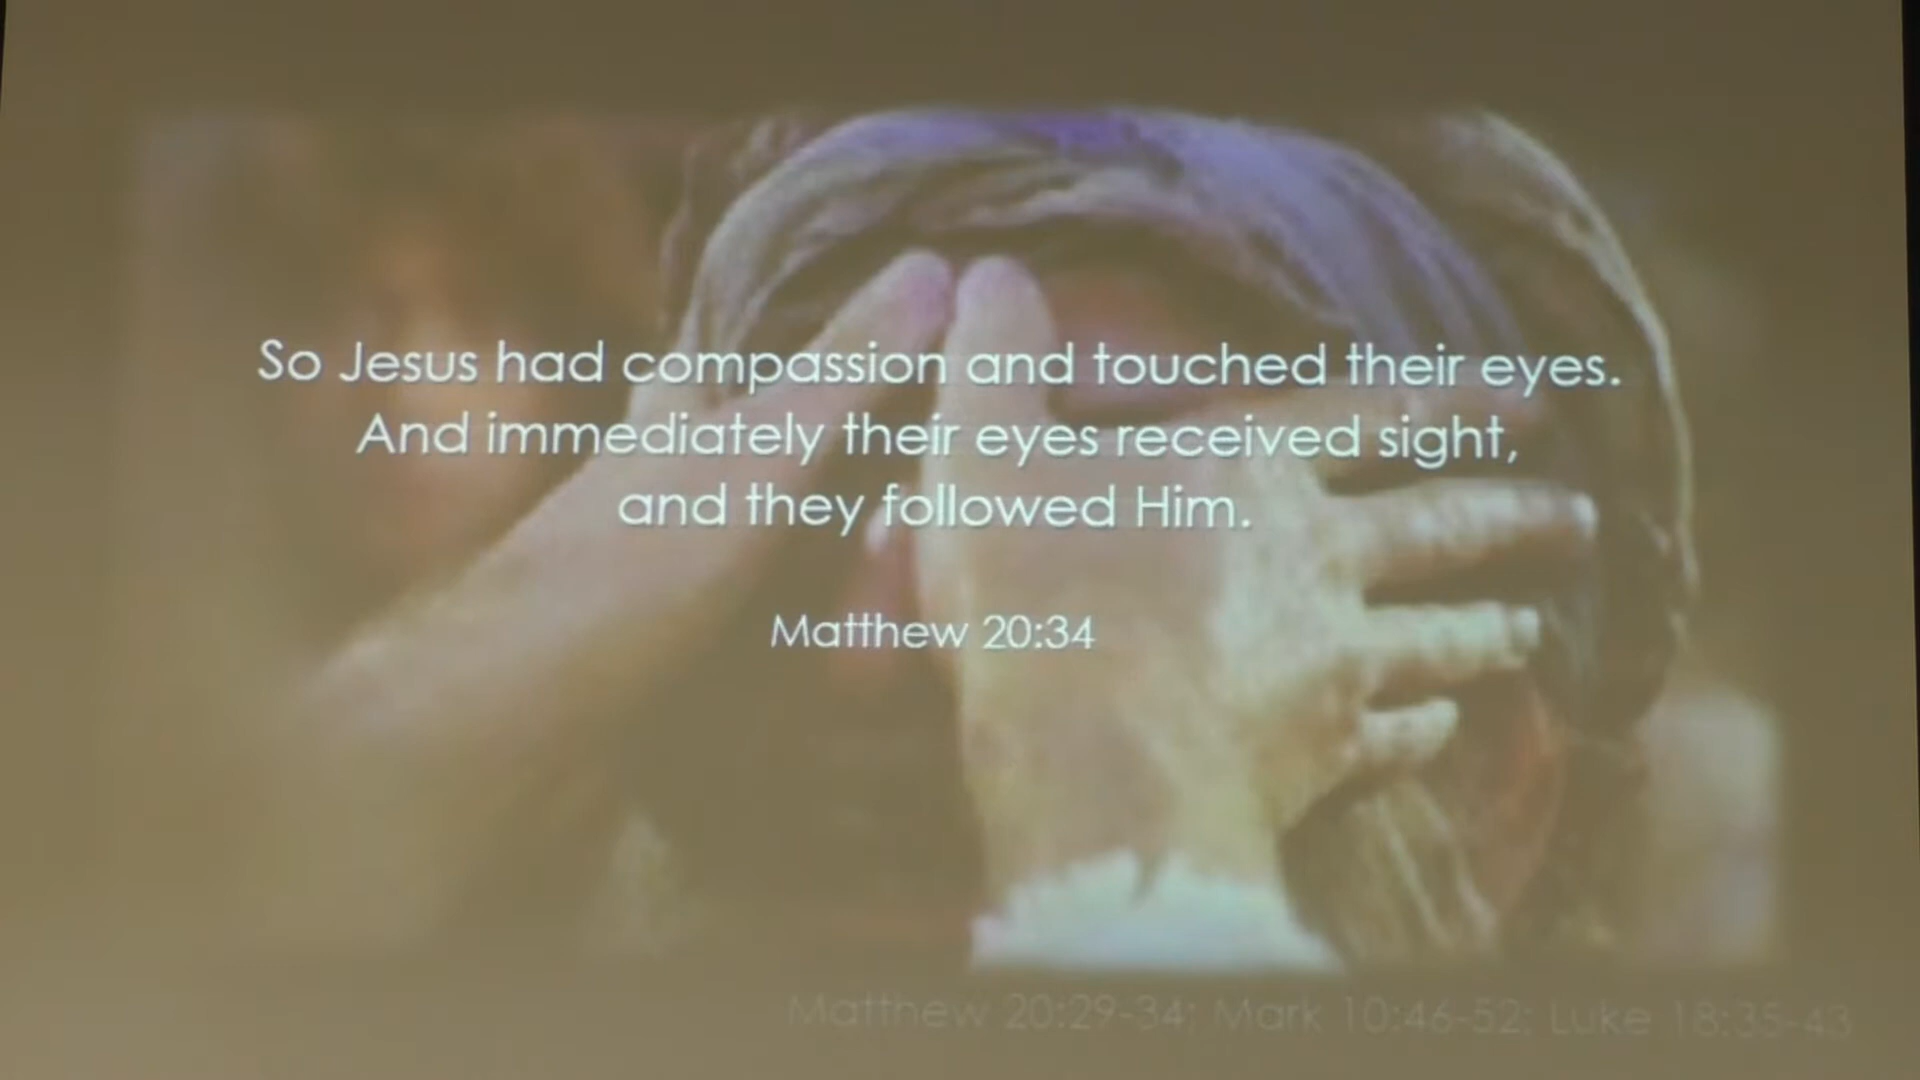 So Jesus had compassion and touched their eyes.
And immediately their eyes received sight,
and they followed Him.
Matthew 20:34
Matthew 20:29-34; Mark 10:46-52; Luke 18:35-43